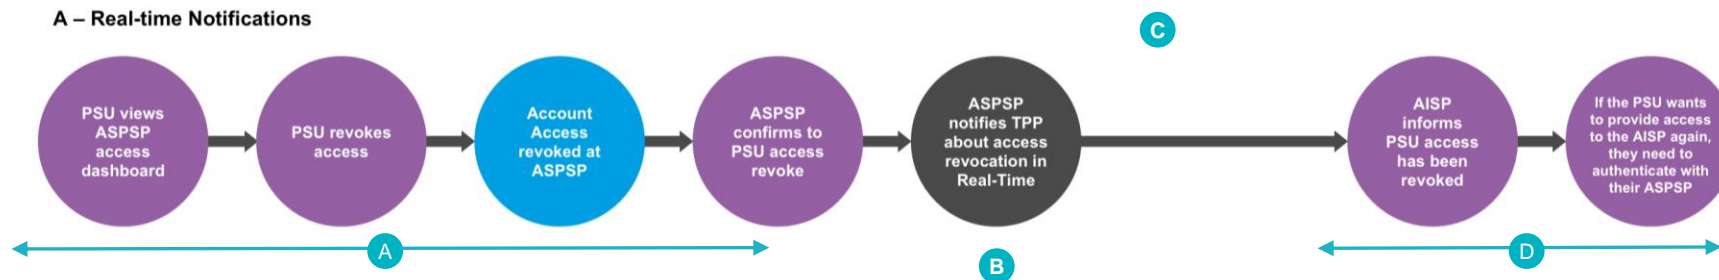 A – Real-time Notifications
C
PSU views
ASPSP
access
dashboard
PSU revokes
access
Account
Access
revoked at
ASPSP
ASPSP
confirms to
PSU access
revoke
ASPSP
notifies TPP
about access
revocation in
Real-Time
AISP
informs
PSU access
has been
revoked
If the PSU wants
to provide access
to the AISP again,
they need to
authenticate with
their ASPSP
A
B
D